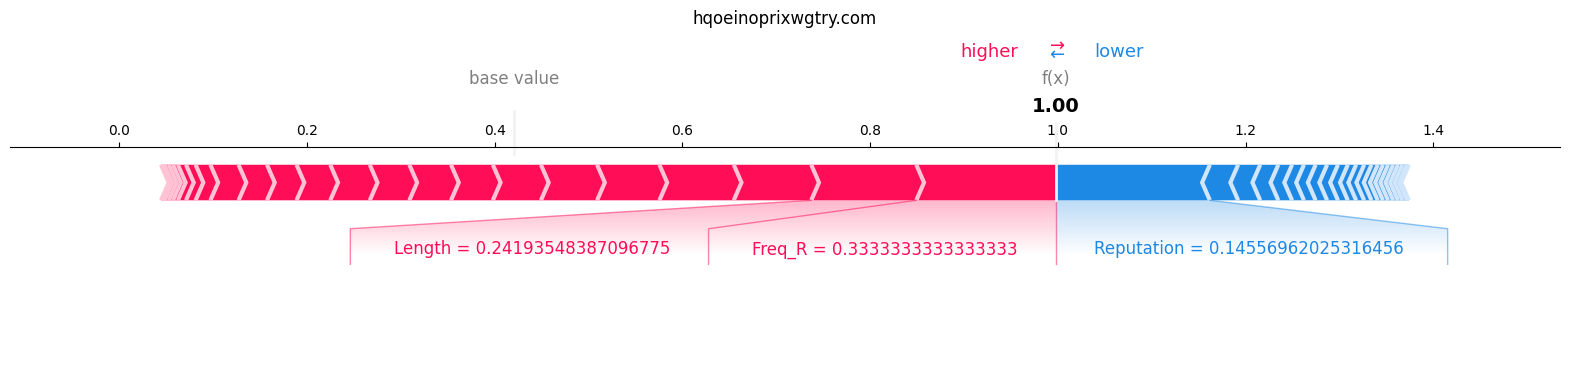 hqoeinoprixwgtry.com
higher → lower
←
base value f(x)
1.00
0.0 0.2 0.4 0.6 0.8 1.0 1.2 1.4
Length = 0.24193548387096775 Freq_R = 0.3333333333333333 Reputation = 0.14556962025316456